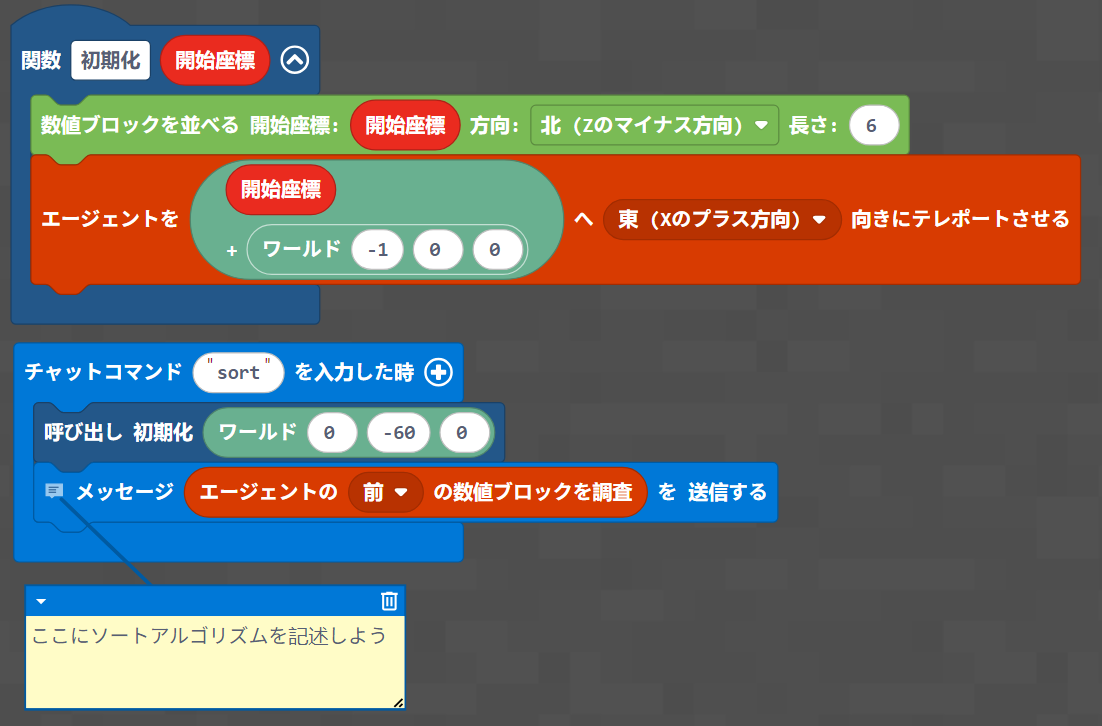 関数 初期化 開始座標
数値ブロックを並べる 開始座標: 開始座標 方向: 北（Zのマイナス方向） 長さ: 6
開始座標
エージェントを へ 東（Xのプラス方向） 向きにテレポートさせる
+ ワールド -1 0 0
チャットコマンド "sort" を入力した時
呼び出し 初期化 ワールド 0 -60 0
メッセージ エージェントの 前 の数値ブロックを調査 を 送信する
ここにソートアルゴリズムを記述しよう